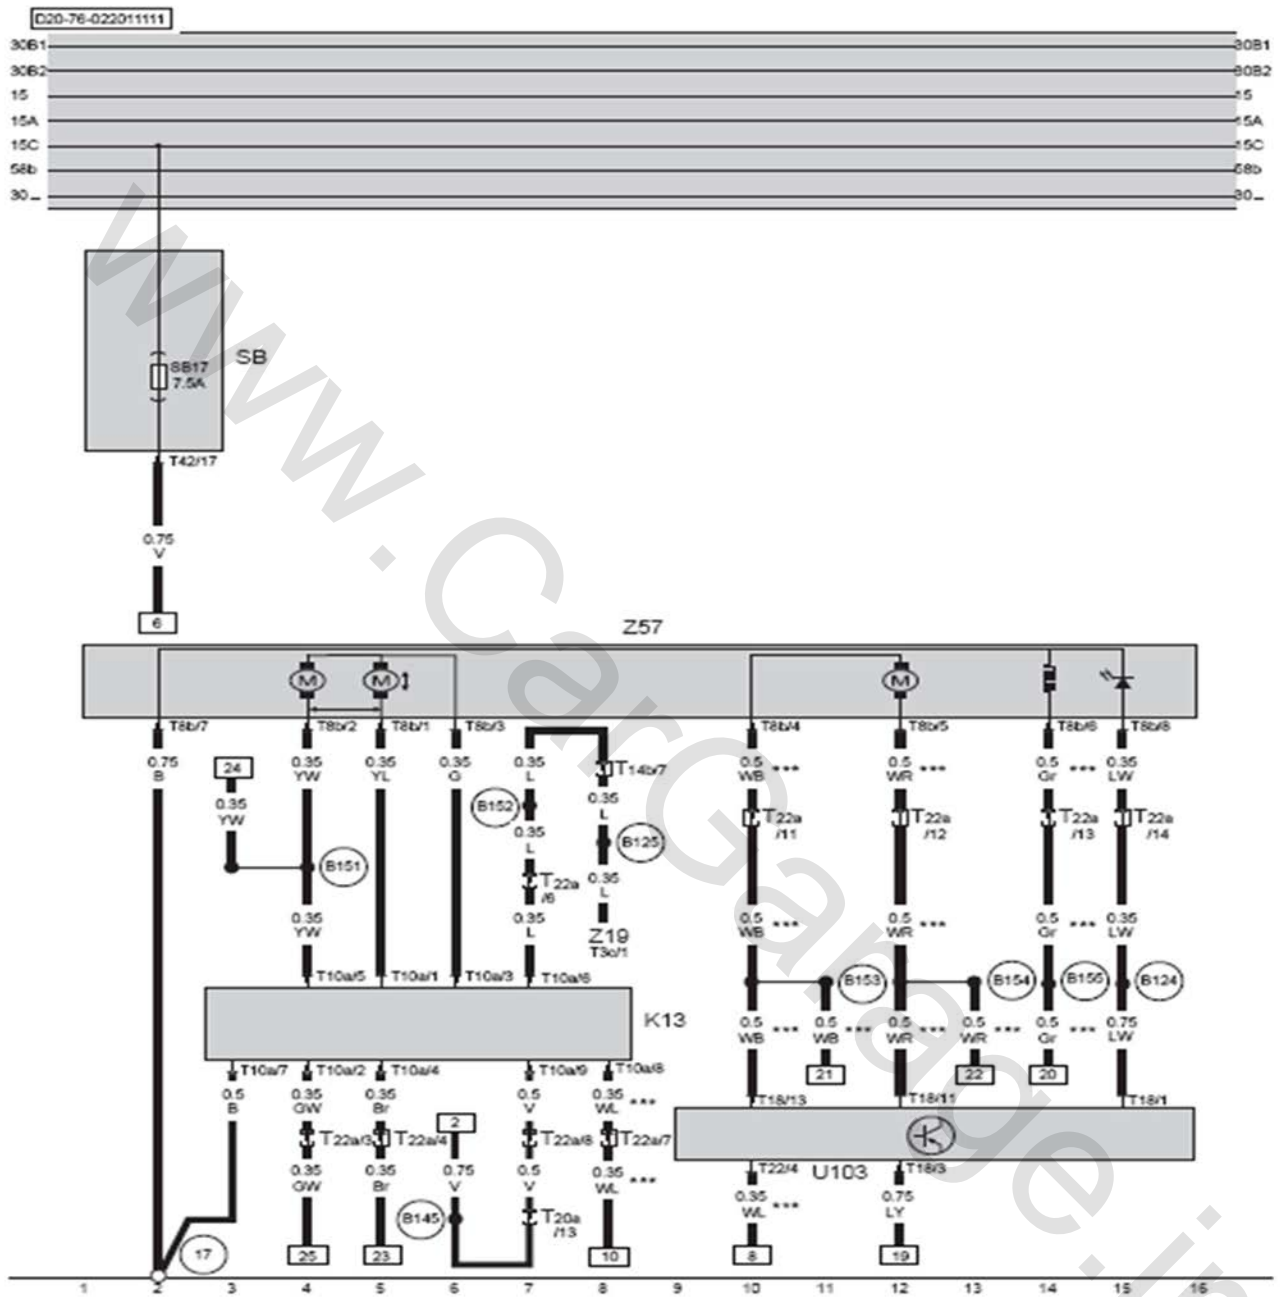 D20-76-022011111
30B1 30B1
30B2 30B2
15 15
15A 15A
15C 15C
58b 58b
30_ 30_
SB17 SB
7.5A
T42/17
0.75
V
6
Z57
M M M
T8b/7 T8b/2 T8b/1 T8b/3 T8b/4 T8b/5 T8b/6 T8b/8
0.75 24 0.35 0.35 0.35 0.35 T14b/7 0.5 0.5 0.5 0.35
B YW YL G L WB *** WR *** Gr *** LW
0.35 B152 0.35 T22a T22a T22a T22a
YW L /11 /12 /13 /14
0.35 B125
L
B151 T22a 0.35
/6 L
0.35 0.35 0.5 0.5 0.5 0.35
YW L WB *** WR *** Gr *** LW
Z19
T3c/1
T10a/5 T10a/1 T10a/3 T10a/6 B153 B154 B155 B124
K13 0.5 0.5 0.5 0.5 0.5 0.75
WB *** WB *** WR *** WR *** Gr *** LW
T10a/7 T10a/2 T10a/4 T10a/9 T10a/8 21 22 20
0.5 0.35 0.35 0.5 0.35 T18/13 T18/11 T18/1
B GW Br V WL ***
2
T22a/3 T22a/4 T22a/8 T22a/7
0.35 0.35 0.75 0.5 0.35 T22/4 U103 T18/3
GW Br V V WL *** 0.35 0.75
WL *** LY
B145 T20a
/13
17 25 23 10 8 19
1 2 3 4 5 6 7 8 9 10 11 12 13 14 15 16
www.CarGarage.ir